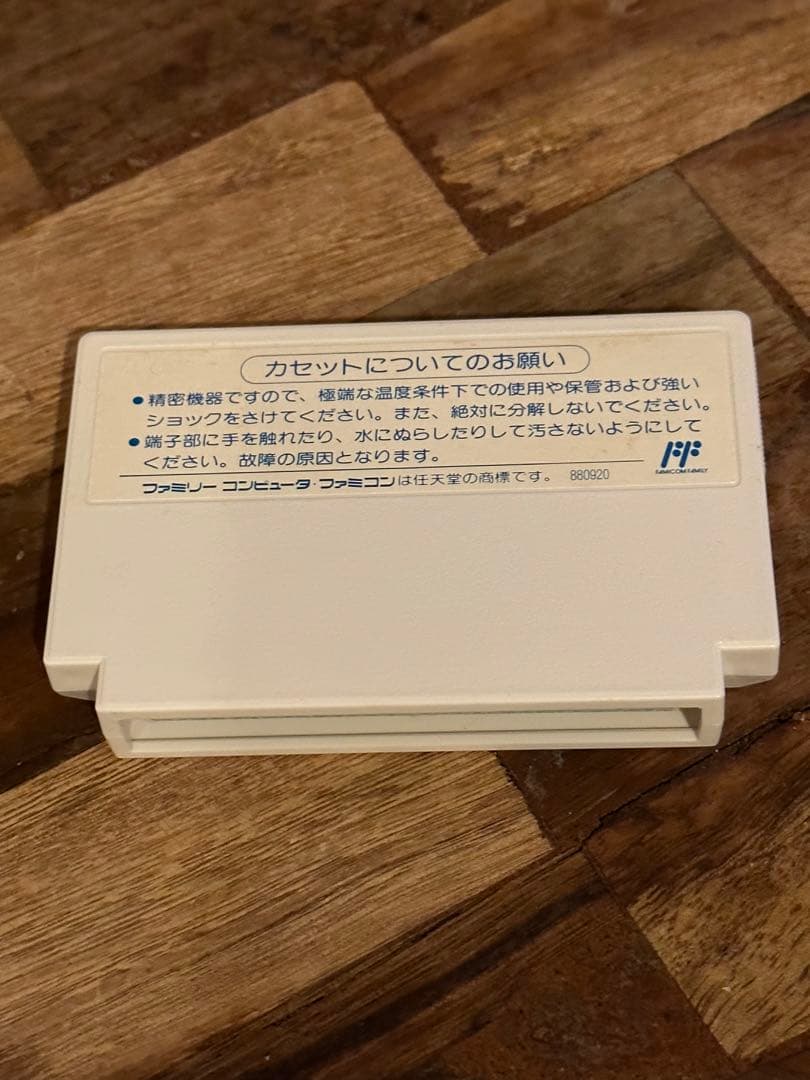 カセットについてのお願い
●精密機器ですので、極端な温度条件下での使用や保管および強い
ショックをさけてください。また、絶対に分解しないでください。
●端子部に手を触れたり、水にぬらしたりして汚さないようにして
ください。故障の原因となります。
FAMICOM FAMILY
ファミリー コンピュータ・ファミコンは任天堂の商標です。 880920